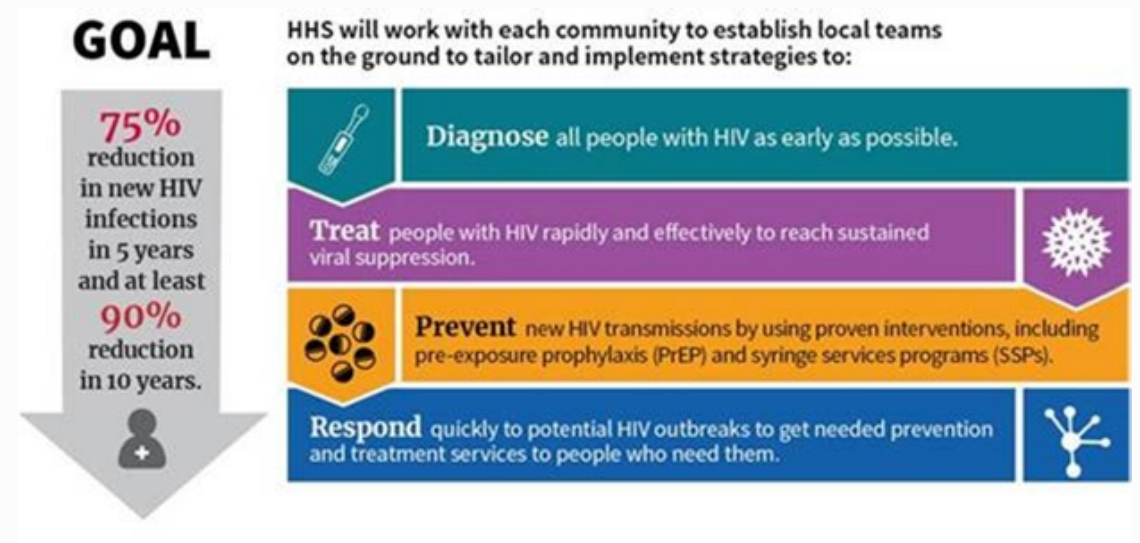 GOAL
75%
reduction
in new HIV
infections
in 5 years
and at least
90%
reduction
in 10 years.
HHS will work with each community to establish local teams
on the ground to tailor and implement strategies to:
Diagnose all people with HIV as early as possible.
Treat people with HIV rapidly and effectively to reach sustained
viral suppression.
Prevent new HIV transmissions by using proven interventions, including
pre-exposure prophylaxis (PrEP) and syringe services programs (SSPs).
Respond quickly to potential HIV outbreaks to get needed prevention
and treatment services to people who need them.